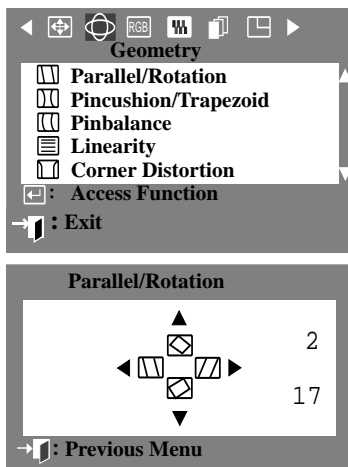 RGB
Geometry
Parallel/Rotation
Pincushion/Trapezoid
Pinbalance
Linearity
Corner Distortion
: Access Function
: Exit
Parallel/Rotation
2
17
: Previous Menu